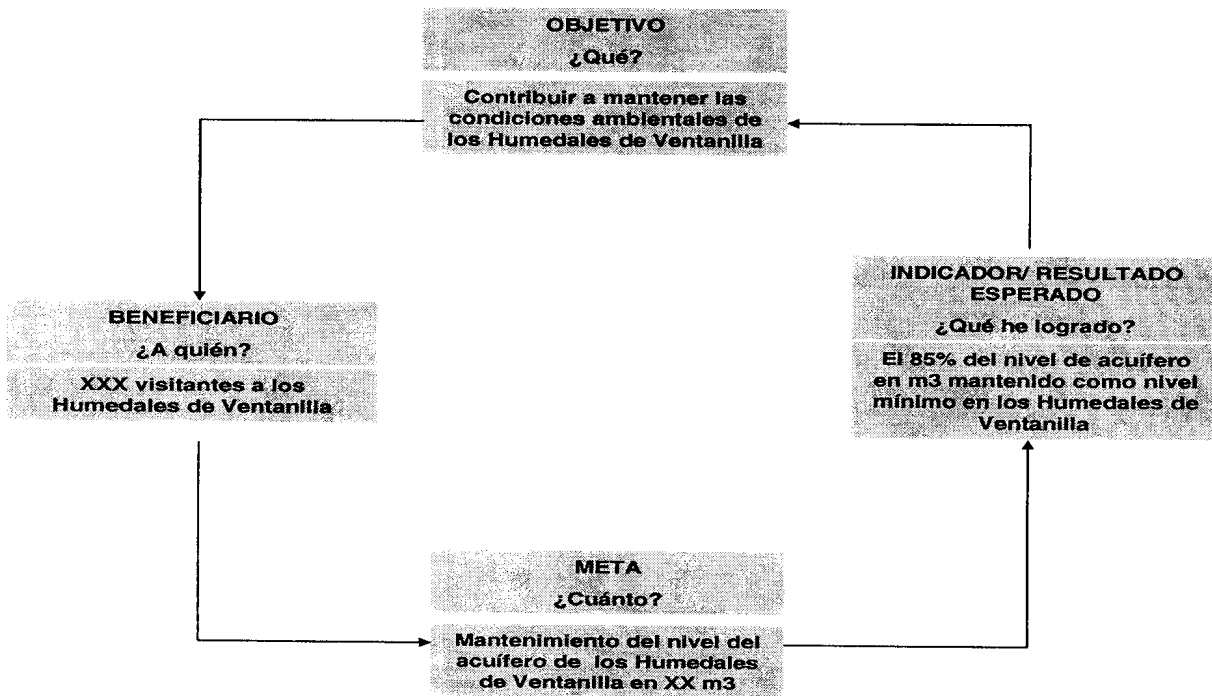 OBJETIVO
¿Qué?
Contribuir a mantener las
condiciones ambientales de
los Humedales de Ventanilla
BENEFICIARIO
¿A quién?
XXX visitantes a los
Humedales de Ventanilla
META
¿Cuánto?
Mantenimiento del nivel del
acuífero de los Humedales
de Ventanilla en XX m3
INDICADOR/ RESULTADO
ESPERADO
¿Qué he logrado?
El 85% del nivel de acuífero
en m3 mantenido como nivel
mínimo en los Humedales de
Ventanilla